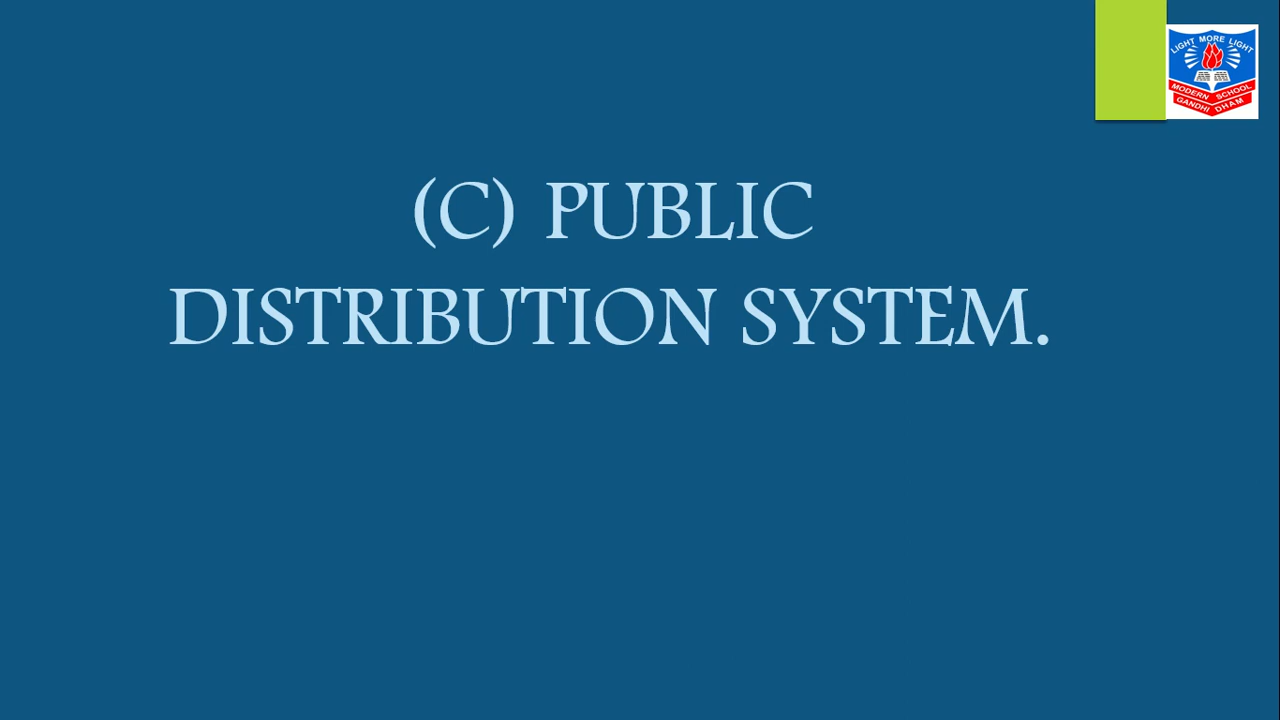 LIGHT MORE LIGHT
MODERN SCHOOL
GANDHI DHAM
(C) PUBLIC
DISTRIBUTION SYSTEM.